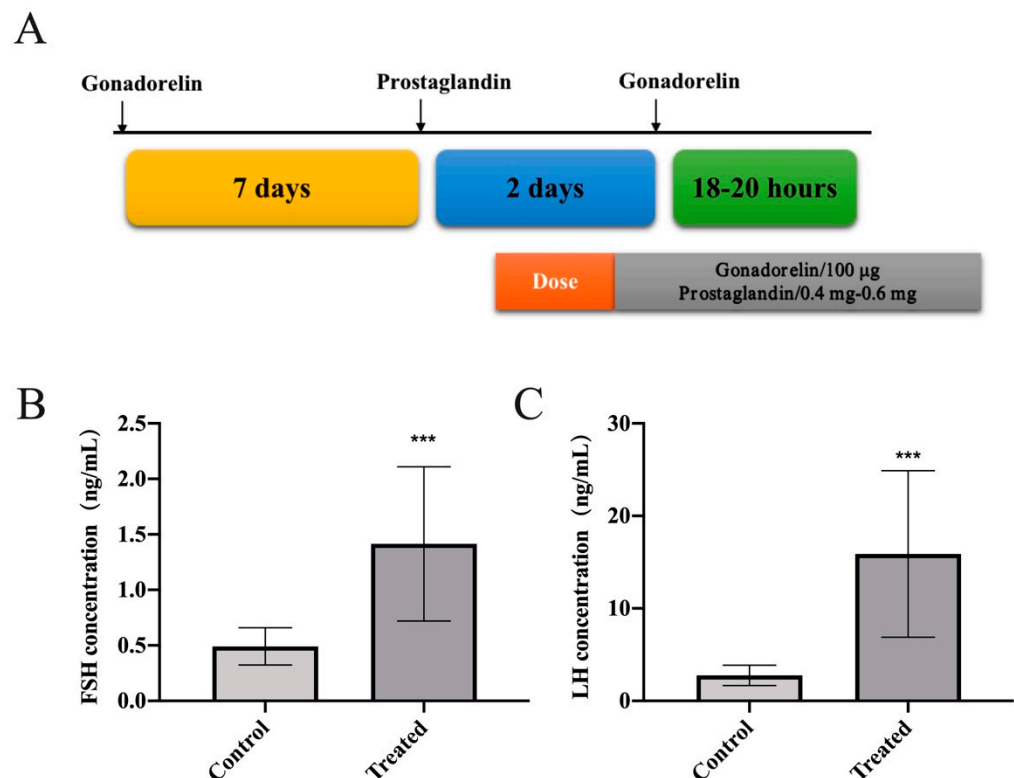 A
Gonadorelin Prostaglandin Gonadorelin
7 days 2 days 18-20 hours
Dose
Gonadorelin/100 μg
Prostaglandin/0.4 mg-0.6 mg
B
FSH concentration (ng/mL)
2.5
2.0
1.5
1.0
0.5
0.0
***
Control
Treated
C
LH concentration (ng/mL)
30
20
10
0
***
Control
Treated